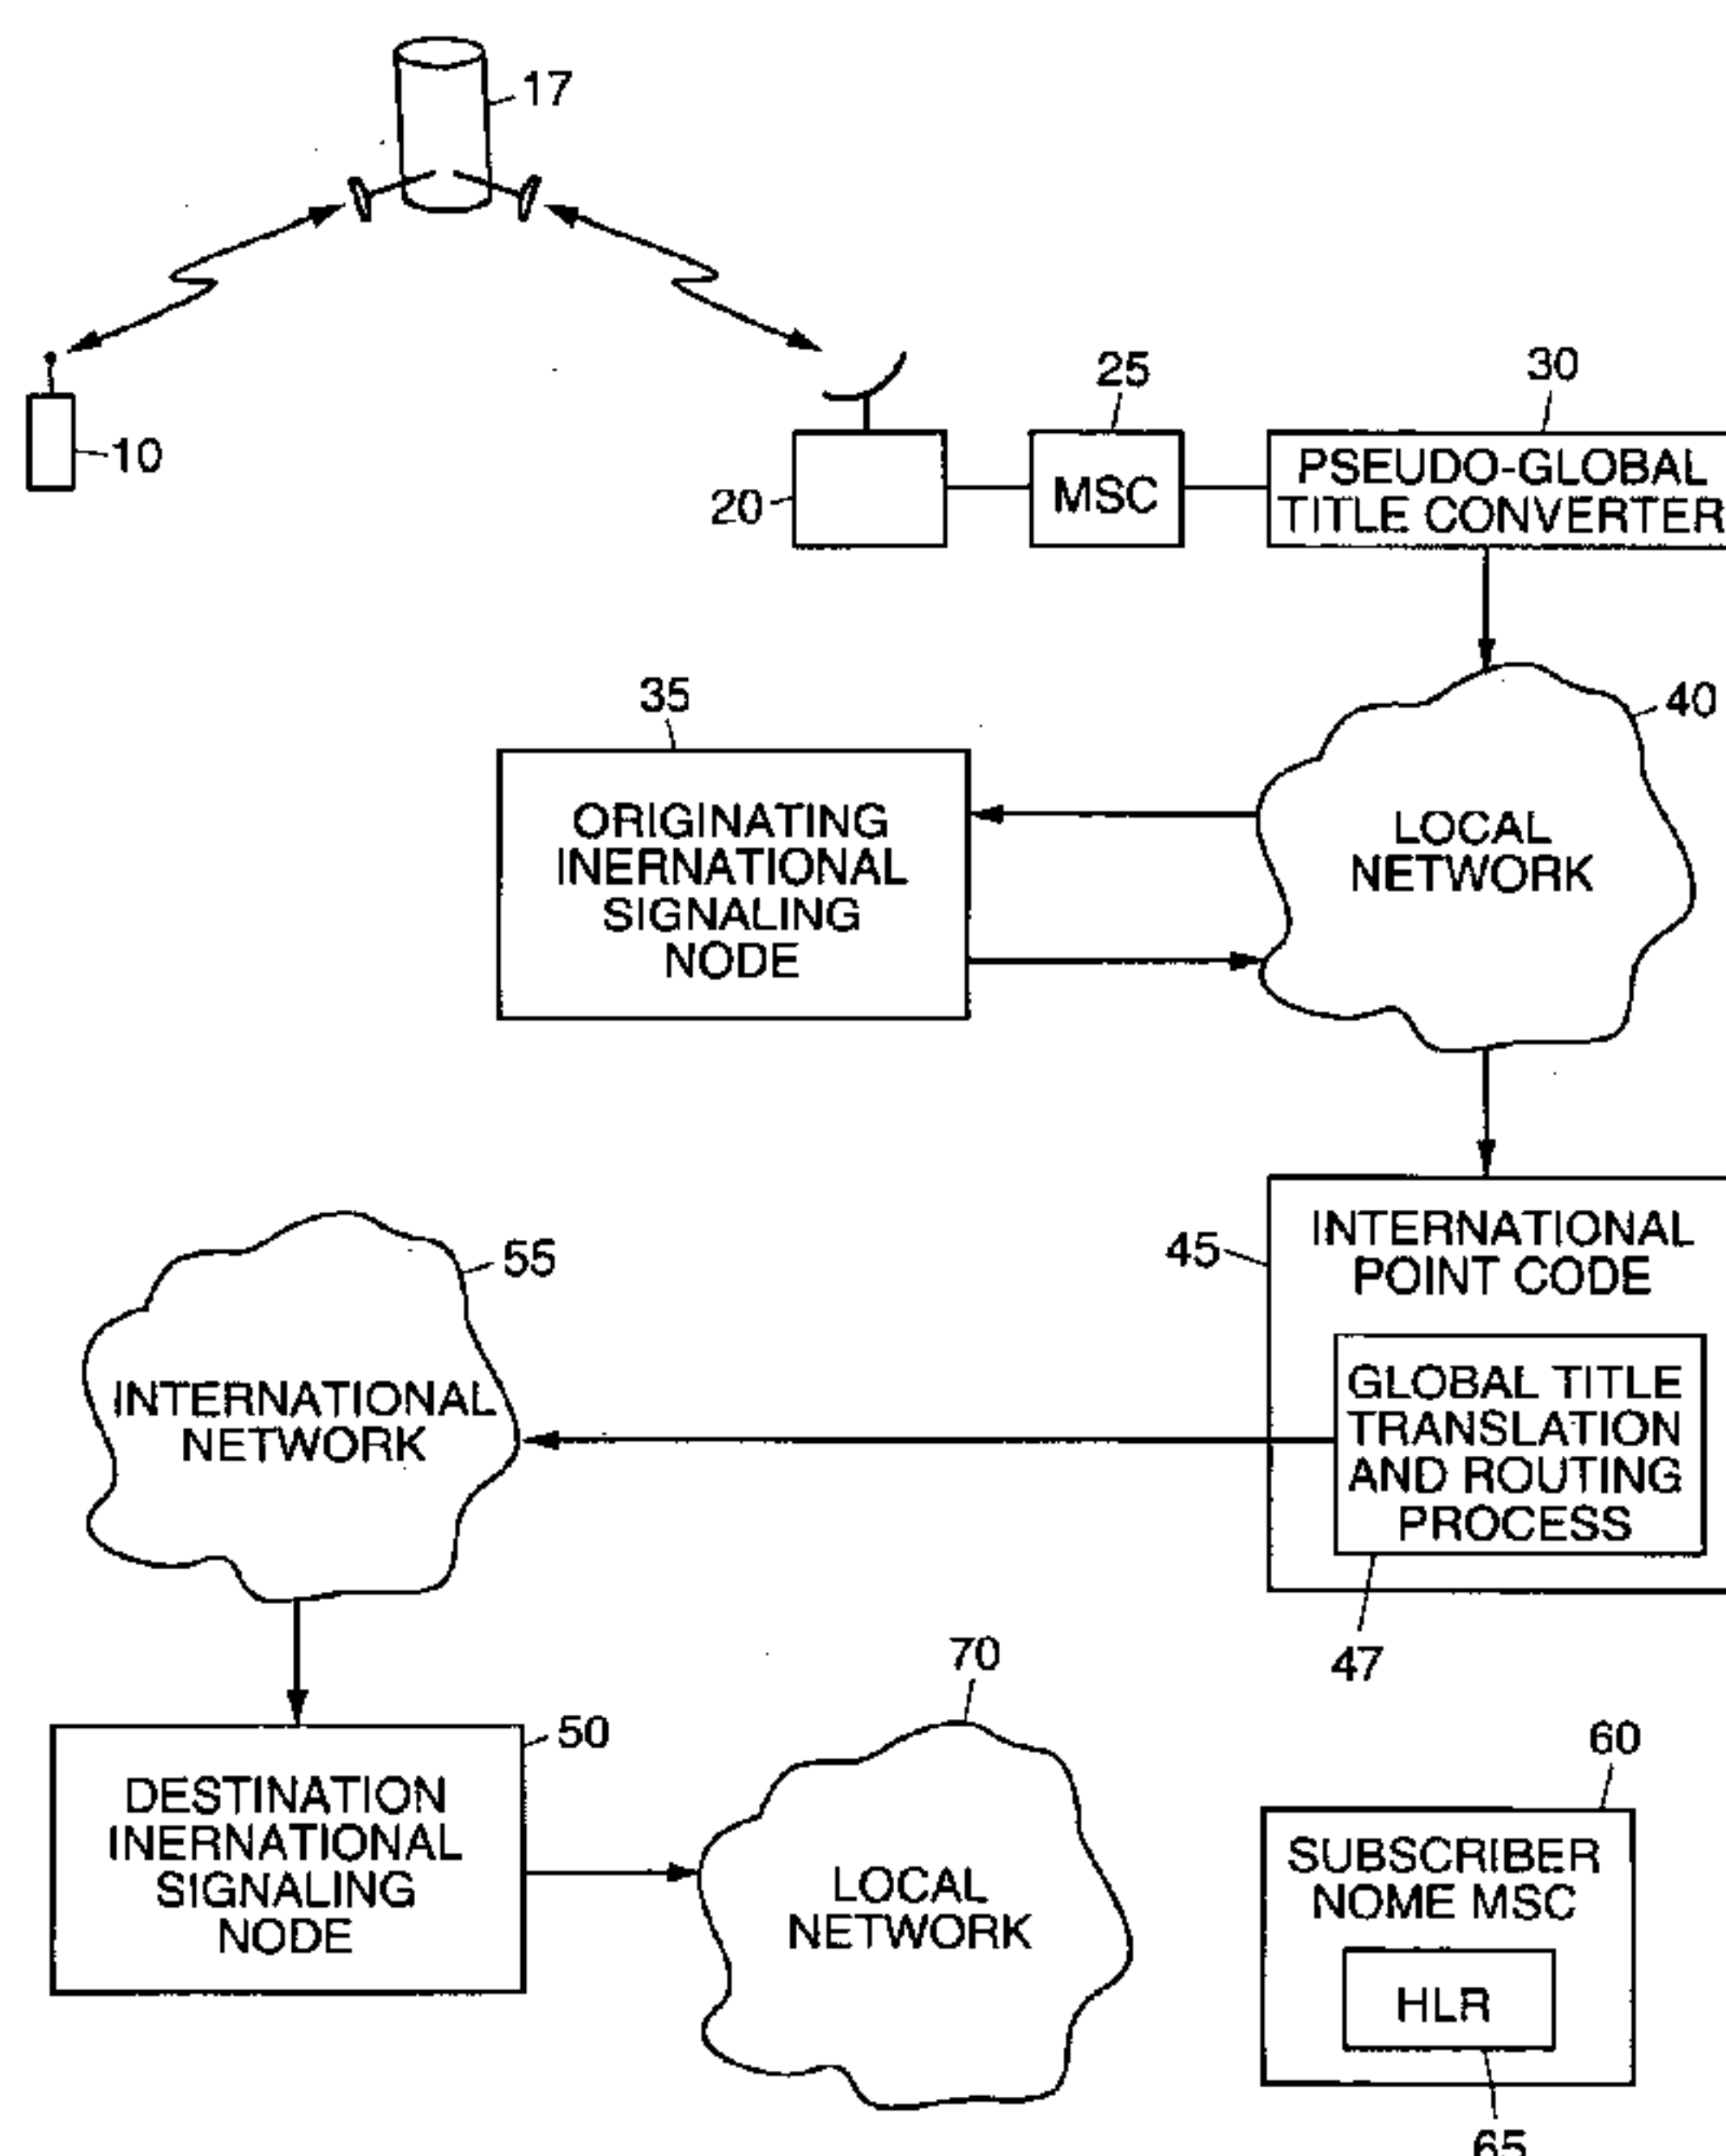 17
10
20
25
MSC
30
PSEUDO-GLOBAL
TITLE CONVERTER
35
ORIGINATING
INERNATIONAL
SIGNALING
NODE
40
LOCAL
NETWORK
45
INTERNATIONAL
POINT CODE
GLOBAL TITLE
TRANSLATION
AND ROUTING
PROCESS
47
55
INTERNATIONAL
NETWORK
50
DESTINATION
INERNATIONAL
SIGNALING
NODE
70
LOCAL
NETWORK
60
SUBSCRIBER
NOME MSC
HLR
65